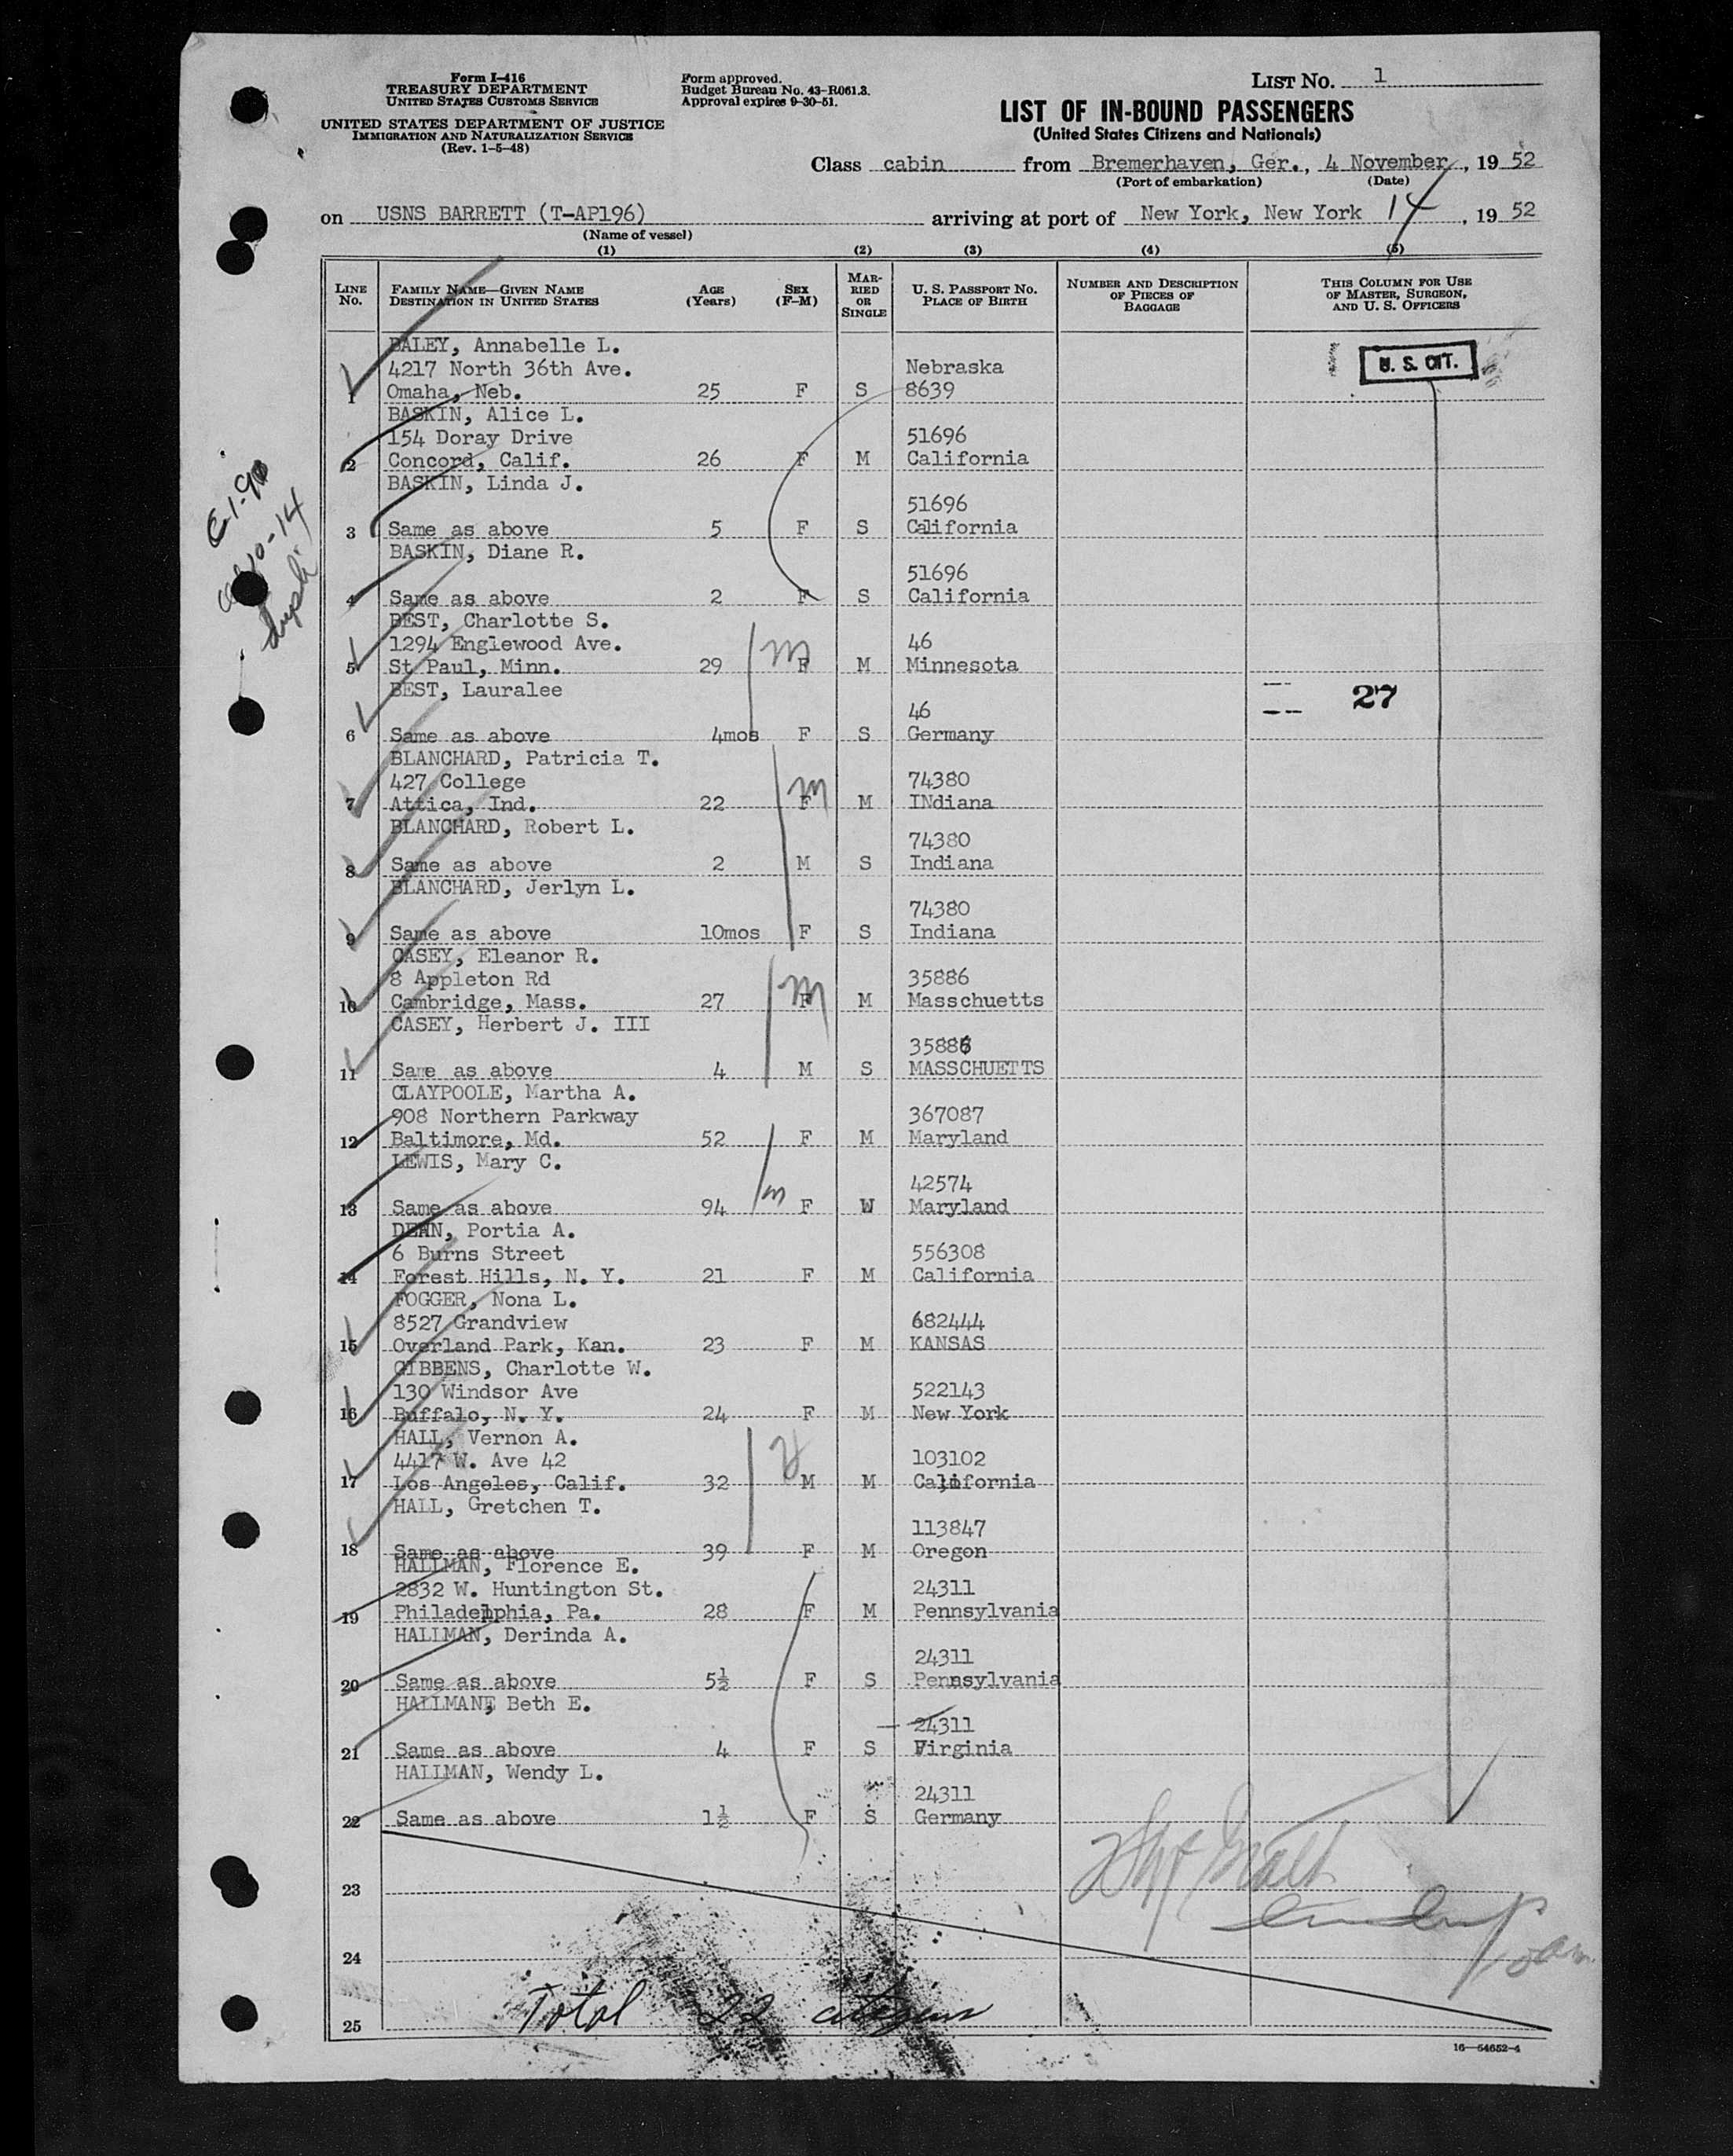 Form I-416
TREASURY DEPARTMENT
UNITED STATES CUSTOMS SERVICE
UNITED STATES DEPARTMENT OF JUSTICE
IMMIGRATION AND NATURALIZATION SERVICE
(Rev. 1-5-48)
Form approved.
Budget Bureau No. 43-R061.3.
Approval expires 9-30-51.
LIST No. 1
LIST OF IN-BOUND PASSENGERS
(United States Citizens and Nationals)
Class cabin from Bremerhaven, Ger., 4 November, 19 52
(Port of embarkation) (Date)
on USNS BARRETT (T-AP196) arriving at port of New York, New York 14, 19 52
(Name of vessel)
(1) (2) (3) (4) (5)
LINE No. FAMILY NAME—GIVEN NAME DESTINATION IN UNITED STATES AGE (Years) SEX (F-M) MARRIED OR SINGLE U. S. PASSPORT No. PLACE OF BIRTH NUMBER AND DESCRIPTION OF PIECES OF BAGGAGE THIS COLUMN FOR USE OF MASTER, SURGEON, AND U. S. OFFICERS
BALEY, Annabelle L.
4217 North 36th Ave. Nebraska U. S. CIT.
1 Omaha, Neb. 25 F S 8639
BASKIN, Alice L.
154 Doray Drive 51696
2 Concord, Calif. 26 F M California
BASKIN, Linda J.
51696
3 Same as above 5 F S California
BASKIN, Diane R.
51696
4 Same as above 2 F S California
BEST, Charlotte S.
1294 Englewood Ave. m 46
5 St Paul, Minn. 29 F M Minnesota
BEST, Lauralee 27
46
6 Same as above 4mos F S Germany
BLANCHARD, Patricia T.
427 College m 74380
7 Attica, Ind. 22 F M INdiana
BLANCHARD, Robert L.
74380
8 Same as above 2 M S Indiana
BLANCHARD, Jerlyn L.
74380
9 Same as above 10mos F S Indiana
CASEY, Eleanor R.
8 Appleton Rd m 35886
10 Cambridge, Mass. 27 F M Masschuetts
CASEY, Herbert J. III
35886
11 Same as above 4 M S MASSCHUETTS
CLAYPOOLE, Martha A.
908 Northern Parkway 367087
12 Baltimore, Md. 52 F M Maryland
LEWIS, Mary C.
m 42574
13 Same as above 94 F W Maryland
DEAN, Portia A.
6 Burns Street 556308
14 Forest Hills, N. Y. 21 F M California
FOGGER, Nona L.
8527 Grandview 682444
15 Overland Park, Kan. 23 F M KANSAS
GIBBENS, Charlotte W.
130 Windsor Ave 522143
16 Buffalo, N. Y. 24 F M New York
HALL, Vernon A.
4417 W. Ave 42 103102
17 Los Angeles, Calif. 32 M M California
HALL, Gretchen T.
113847
18 Same as above 39 F M Oregon
HALLMAN, Florence E.
2832 W. Huntington St. 24311
19 Philadelphia, Pa. 28 F M Pennsylvania
HALLMAN, Derinda A.
24311
20 Same as above 5½ F S Pennsylvania
HALLMAN, Beth E.
24311
21 Same as above 4 F S Virginia
HALLMAN, Wendy L.
24311
22 Same as above 1½ F S Germany
23
24
Total 22 citizens
25
16—54652-4